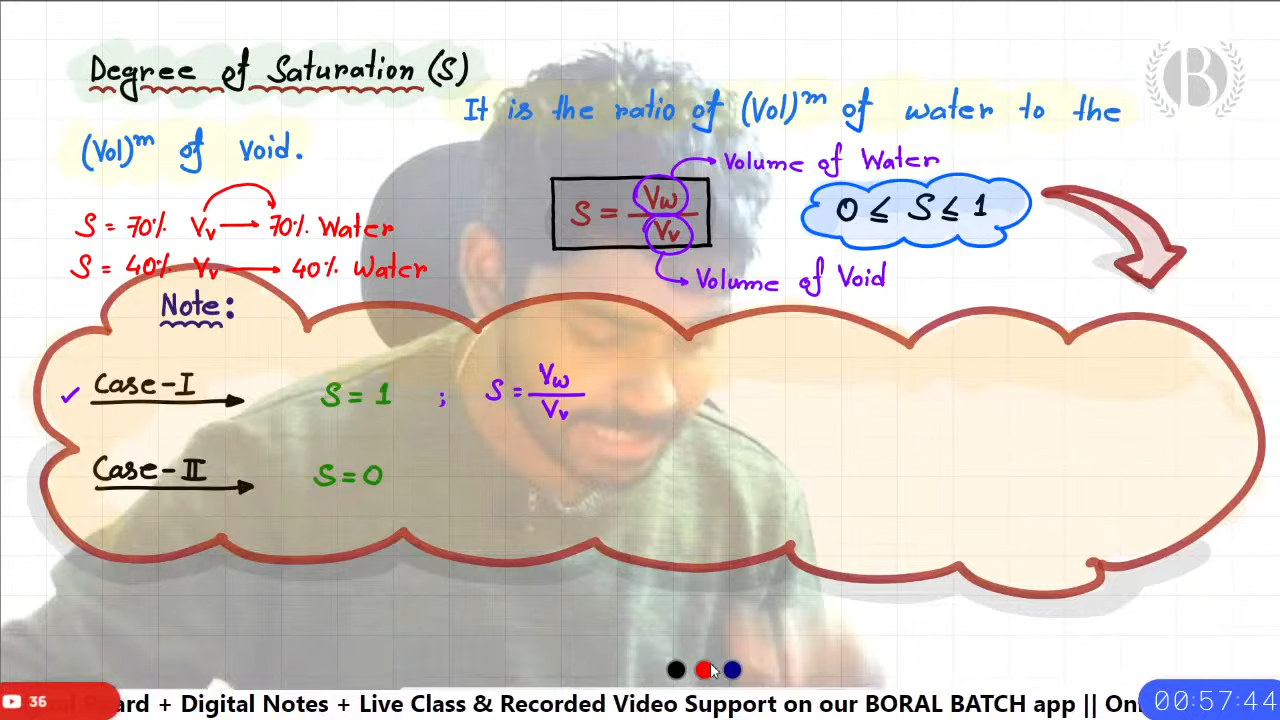 Degree of Saturation (S)
It is the ratio of (Vol)ᵐ of water to the
(Vol)ᵐ of Void.
Volume of Water
S = Vw / Vv
0 ≤ S ≤ 1
Volume of Void
S = 70% Vv → 70% Water
S = 40% Vv → 40% Water
Note:
✓ Case-I → S = 1 ; S = Vw / Vv
Case-II → S = 0
B
36
ard + Digital Notes + Live Class & Recorded Video Support on our BORAL BATCH app || Onl
00:57:44